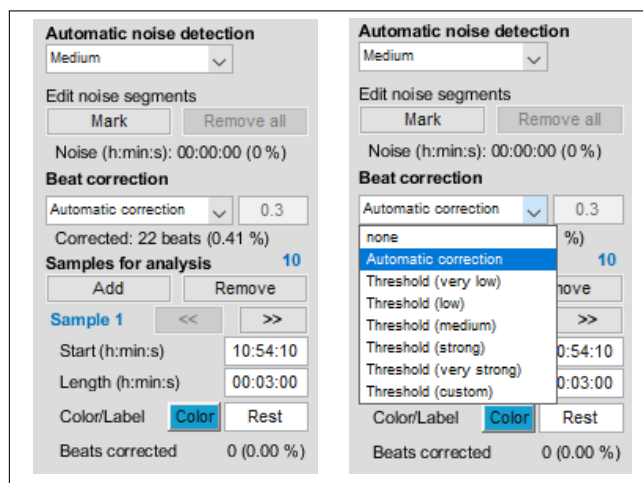 Automatic noise detection
Medium
Edit noise segments
Mark Remove all
Noise (h:min:s): 00:00:00 (0 %)
Beat correction
Automatic correction 0.3
Corrected: 22 beats (0.41 %)
Samples for analysis 10
Add Remove
Sample 1 << >>
Start (h:min:s) 10:54:10
Length (h:min:s) 00:03:00
Color/Label Color Rest
Beats corrected 0 (0.00 %)
Automatic noise detection
Medium
Edit noise segments
Mark Remove all
Noise (h:min:s): 00:00:00 (0 %)
Beat correction
Automatic correction 0.3
none %)
Automatic correction 10
Threshold (very low)
Threshold (low) nove
Threshold (medium) >>
Threshold (strong) 0:54:10
Threshold (very strong)
Threshold (custom) 0:03:00
Color/Label Color Rest
Beats corrected 0 (0.00 %)